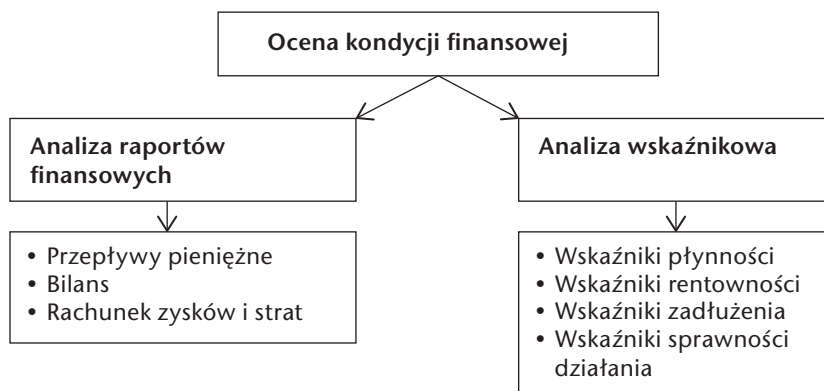 Ocena kondycji finansowej
Analiza raportów
finansowych
• Przepływy pieniężne
• Bilans
• Rachunek zysków i strat
Analiza wskaźnikowa
• Wskaźniki płynności
• Wskaźniki rentowności
• Wskaźniki zadłużenia
• Wskaźniki sprawności
działania